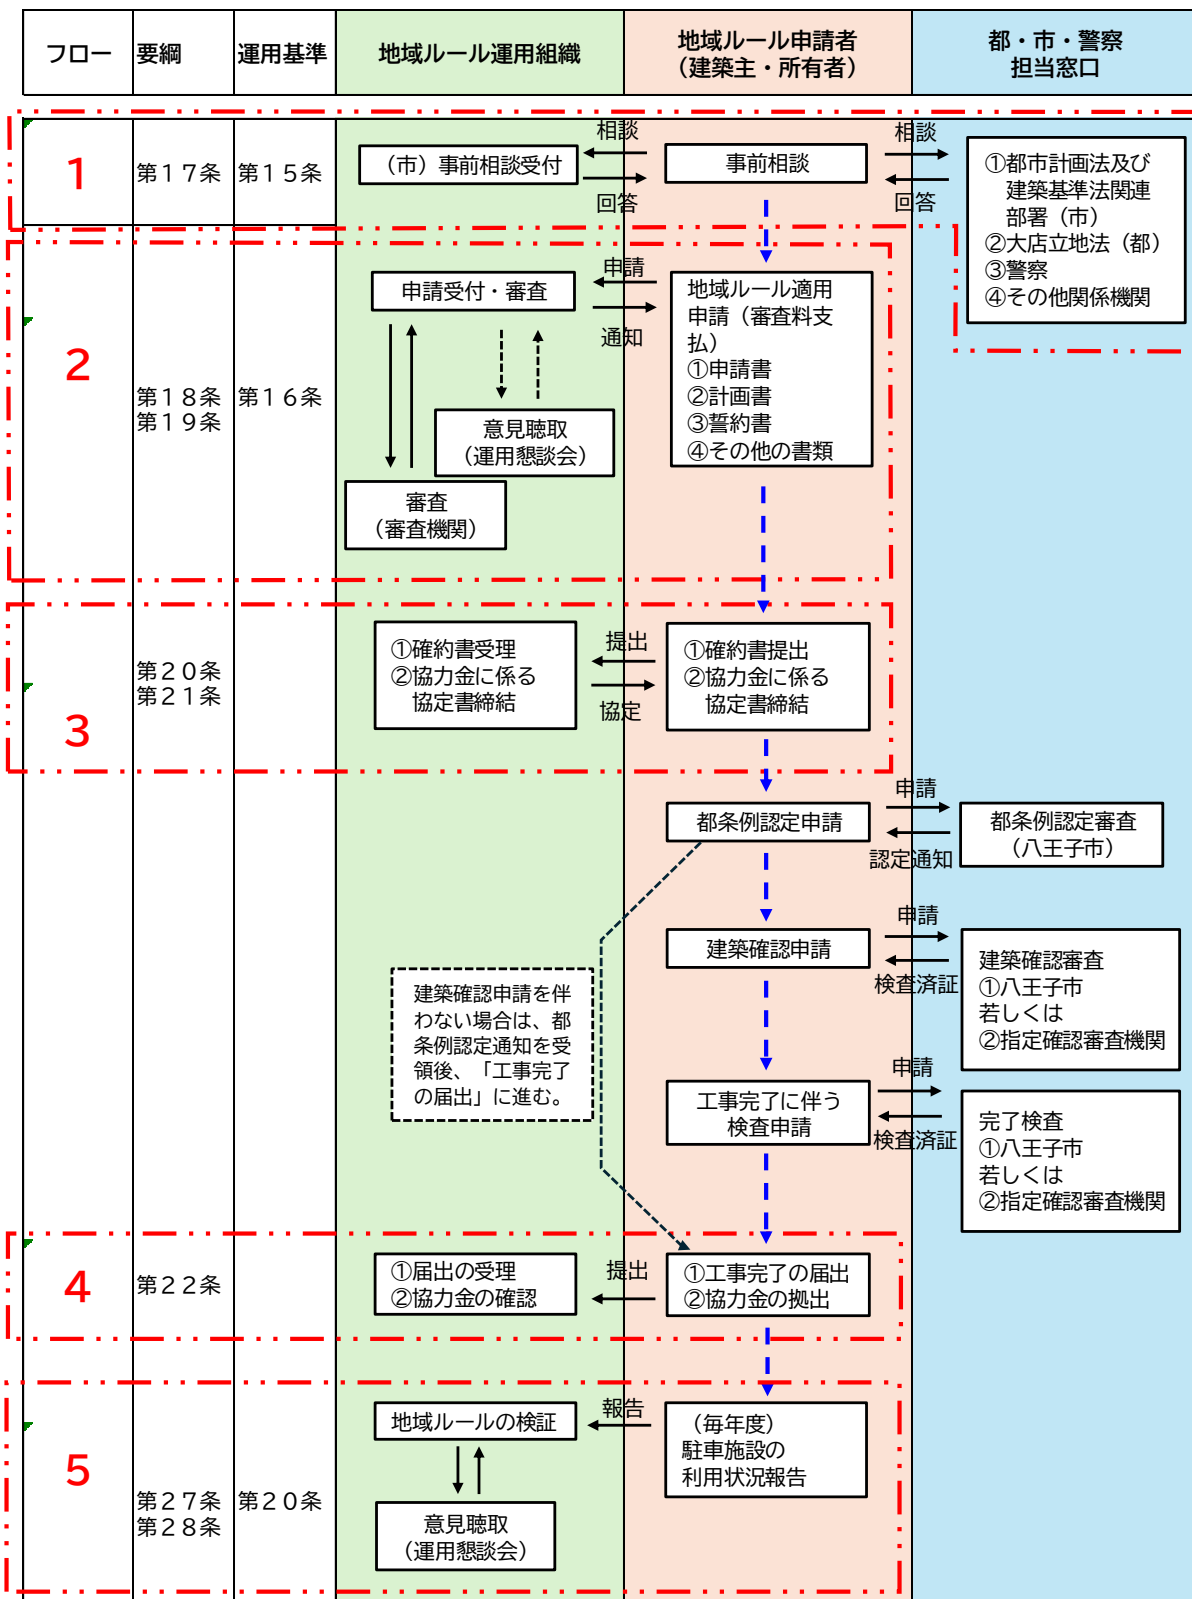 フロー
要綱
運用基準
地域ルール運用組織
地域ルール申請者
（建築主・所有者）
都・市・警察
担当窓口
1
第１７条
第１５条
（市）事前相談受付
相談
回答
事前相談
相談
回答
①都市計画法及び
建築基準法関連
部署（市）
②大店立地法（都）
③警察
④その他関係機関
2
第１８条
第１９条
第１６条
申請受付・審査
申請
通知
地域ルール適用
申請（審査料支
払）
①申請書
②計画書
③誓約書
④その他の書類
意見聴取
（運用懇談会）
審査
（審査機関）
3
第２０条
第２１条
①確約書受理
②協力金に係る
協定書締結
提出
協定
①確約書提出
②協力金に係る
協定書締結
都条例認定申請
申請
認定通知
都条例認定審査
（八王子市）
建築確認申請
申請
検査済証
建築確認審査
①八王子市
若しくは
②指定確認審査機関
建築確認申請を伴
わない場合は、都
条例認定通知を受
領後、「工事完了
の届出」に進む。
工事完了に伴う
検査申請
申請
検査済証
完了検査
①八王子市
若しくは
②指定確認審査機関
4
第２２条
①届出の受理
②協力金の確認
提出
①工事完了の届出
②協力金の拠出
5
第２７条
第２８条
第２０条
地域ルールの検証
報告
（毎年度）
駐車施設の
利用状況報告
意見聴取
（運用懇談会）